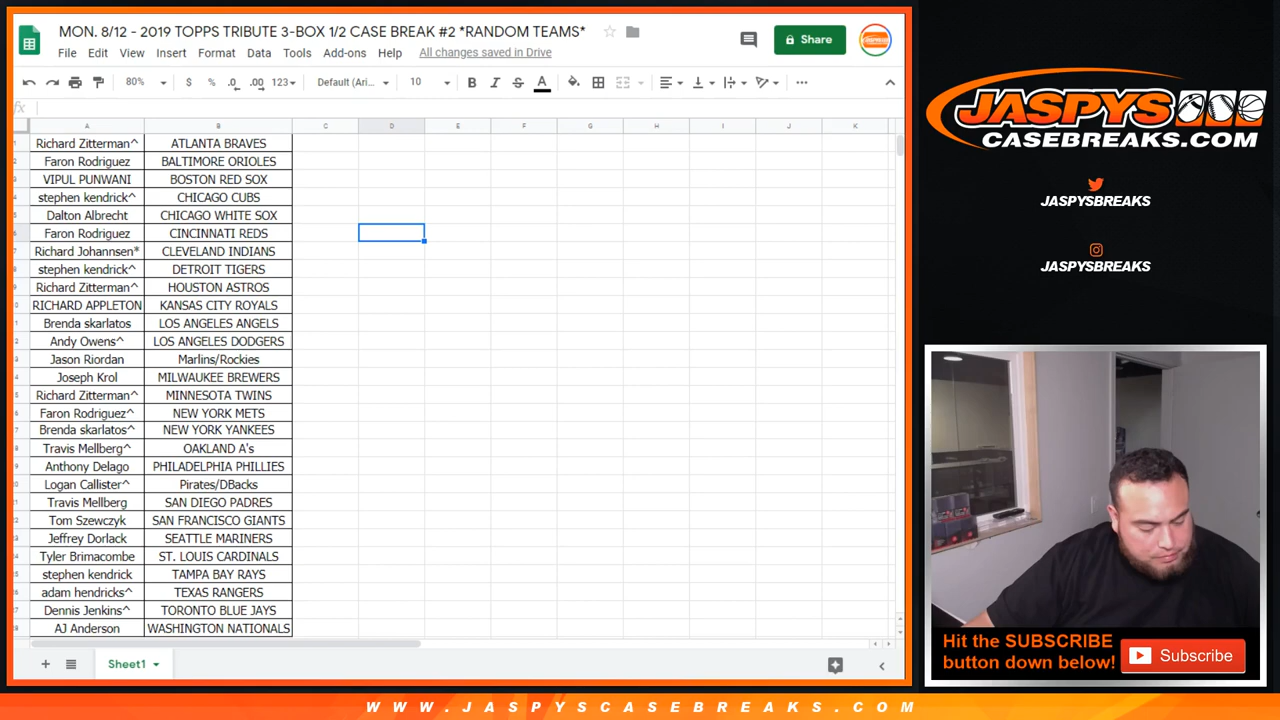 MON. 8/12 - 2019 TOPPS TRIBUTE 3-BOX 1/2 CASE BREAK #2 *RANDOM TEAMS*
File Edit View Insert Format Data Tools Add-ons Help All changes saved in Drive
Share
80% $ % .0 .00 123 Default (Ari... 10 B I S A
fx
A B C D E F G H I J K
Richard Zitterman^ ATLANTA BRAVES
Faron Rodriguez BALTIMORE ORIOLES
VIPUL PUNWANI BOSTON RED SOX
stephen kendrick^ CHICAGO CUBS
Dalton Albrecht CHICAGO WHITE SOX
Faron Rodriguez CINCINNATI REDS
Richard Johannsen* CLEVELAND INDIANS
stephen kendrick^ DETROIT TIGERS
Richard Zitterman^ HOUSTON ASTROS
RICHARD APPLETON KANSAS CITY ROYALS
Brenda skarlatos LOS ANGELES ANGELS
Andy Owens^ LOS ANGELES DODGERS
Jason Riordan Marlins/Rockies
Joseph Krol MILWAUKEE BREWERS
Richard Zitterman^ MINNESOTA TWINS
Faron Rodriguez^ NEW YORK METS
Brenda skarlatos^ NEW YORK YANKEES
Travis Mellberg^ OAKLAND A's
Anthony Delago PHILADELPHIA PHILLIES
Logan Callister^ Pirates/DBacks
Travis Mellberg SAN DIEGO PADRES
Tom Szewczyk SAN FRANCISCO GIANTS
Jeffrey Dorlack SEATTLE MARINERS
Tyler Brimacombe ST. LOUIS CARDINALS
stephen kendrick TAMPA BAY RAYS
adam hendricks^ TEXAS RANGERS
Dennis Jenkins^ TORONTO BLUE JAYS
AJ Anderson WASHINGTON NATIONALS
Sheet1
JASPYS
CASEBREAKS.COM
JASPYSBREAKS
JASPYSBREAKS
Hit the SUBSCRIBE
button down below!
Subscribe
WWW.JASPYSCASEBREAKS.COM